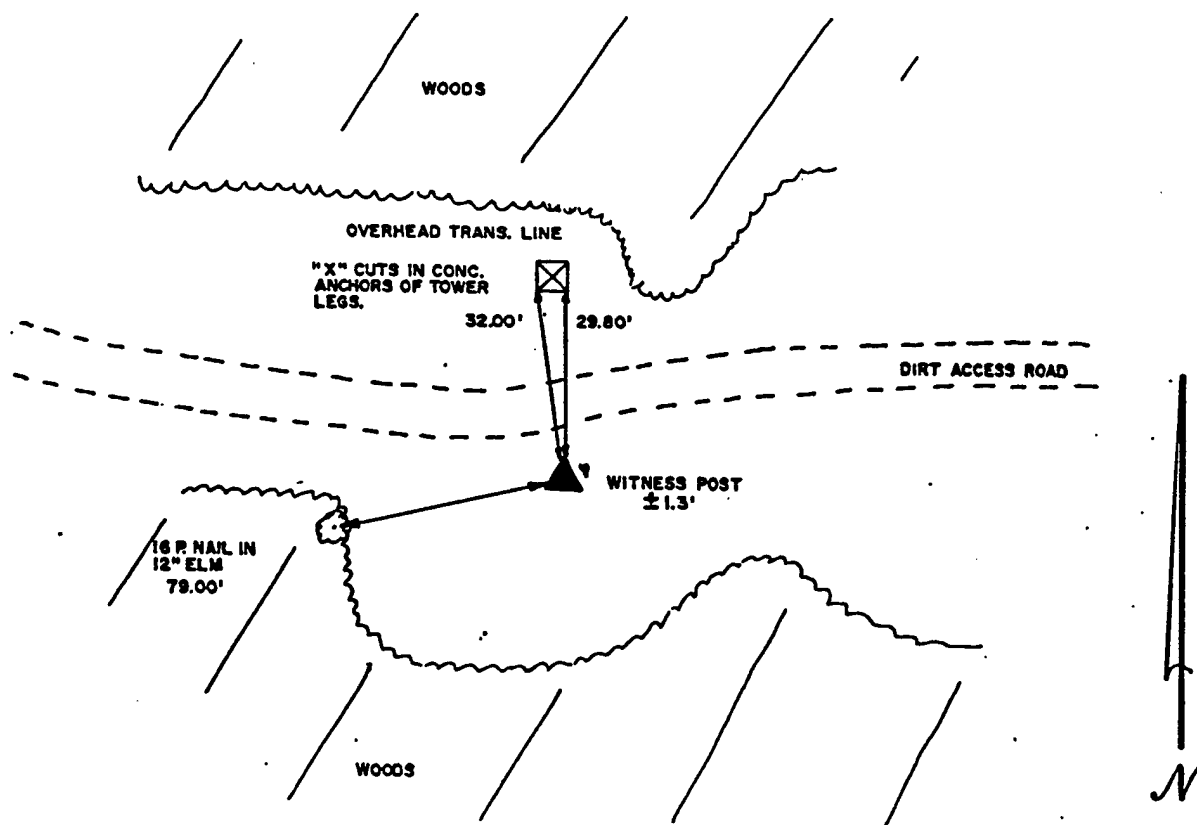 WOODS
OVERHEAD TRANS. LINE
"X" CUTS IN CONC.
ANCHORS OF TOWER
LEGS.
32.00'
29.80'
DIRT ACCESS ROAD
WITNESS POST
±1.3'
16 P. NAIL IN
12" ELM
79.00'
WOODS
N